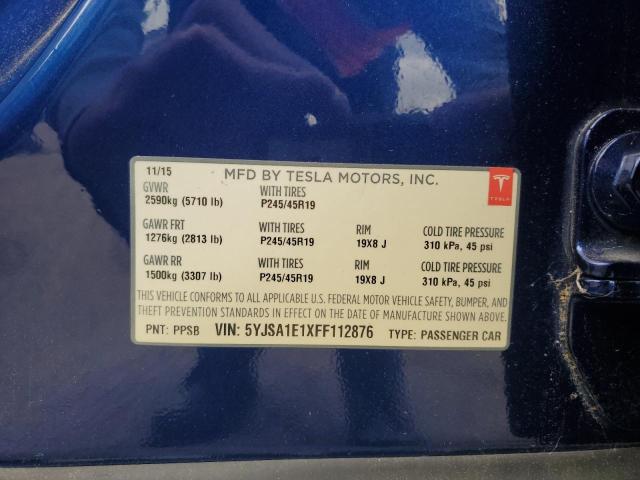 11/15 MFD BY TESLA MOTORS, INC.
GVWR WITH TIRES
2590kg (5710 lb) P245/45R19
TESLA
GAWR FRT WITH TIRES RIM COLD TIRE PRESSURE
1276kg (2813 lb) P245/45R19 19X8 J 310 kPa, 45 psi
GAWR RR WITH TIRES RIM COLD TIRE PRESSURE
1500kg (3307 lb) P245/45R19 19X8 J 310 kPa, 45 psi
THIS VEHICLE CONFORMS TO ALL APPLICABLE U.S. FEDERAL MOTOR VEHICLE SAFETY, BUMPER, AND
THEFT PREVENTION STANDARDS IN EFFECT ON THE DATE OF MANUFACTURE SHOWN ABOVE.
PNT: PPSB VIN: 5YJSA1E1XFF112876 TYPE: PASSENGER CAR